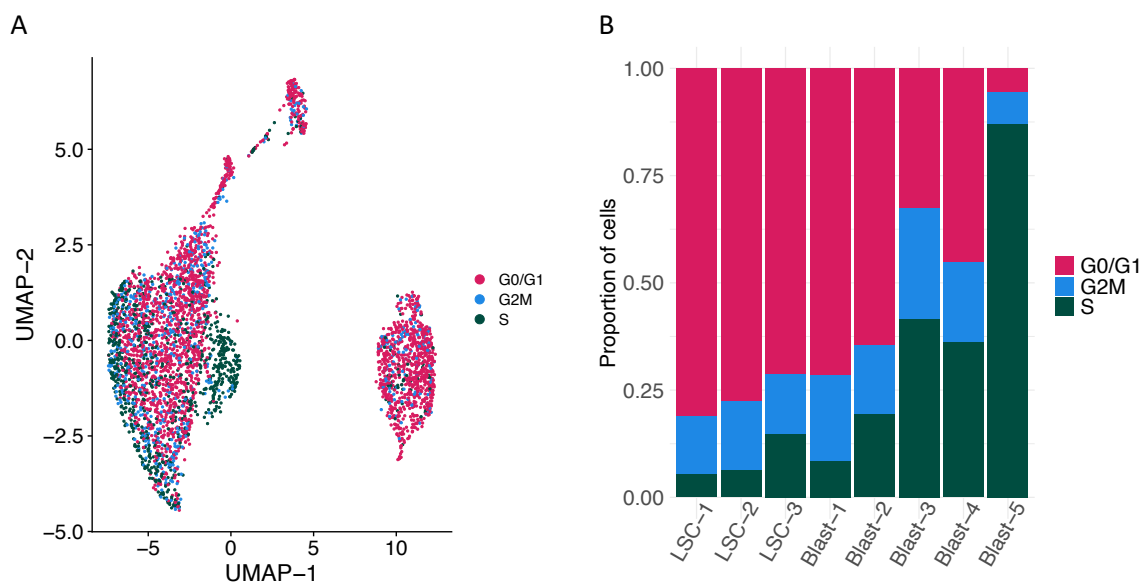 A
UMAP−2
5.0
2.5
0.0
−2.5
−5.0
−5
0
5
10
UMAP−1
G0/G1
G2M
S
B
Proportion of cells
1.00
0.75
0.50
0.25
0.00
LSC−1
LSC−2
LSC−3
Blast−1
Blast−2
Blast−3
Blast−4
Blast−5
G0/G1
G2M
S